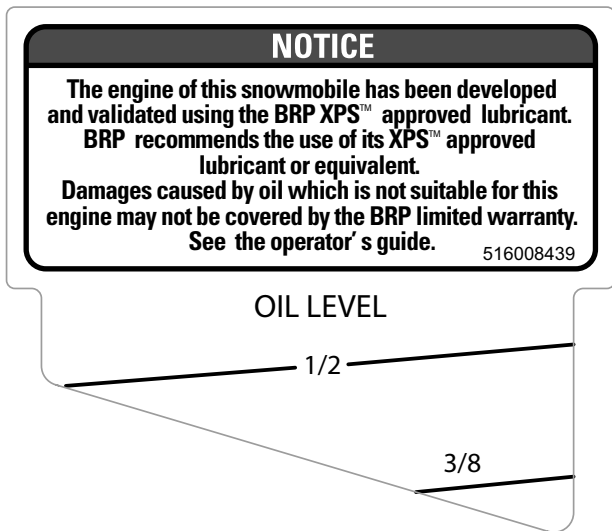 NOTICE
The engine of this snowmobile has been developed
and validated using the BRP XPS™ approved lubricant.
BRP recommends the use of its XPS™ approved
lubricant or equivalent.
Damages caused by oil which is not suitable for this
engine may not be covered by the BRP limited warranty.
See the operator's guide.
516008439
OIL LEVEL
1/2
3/8